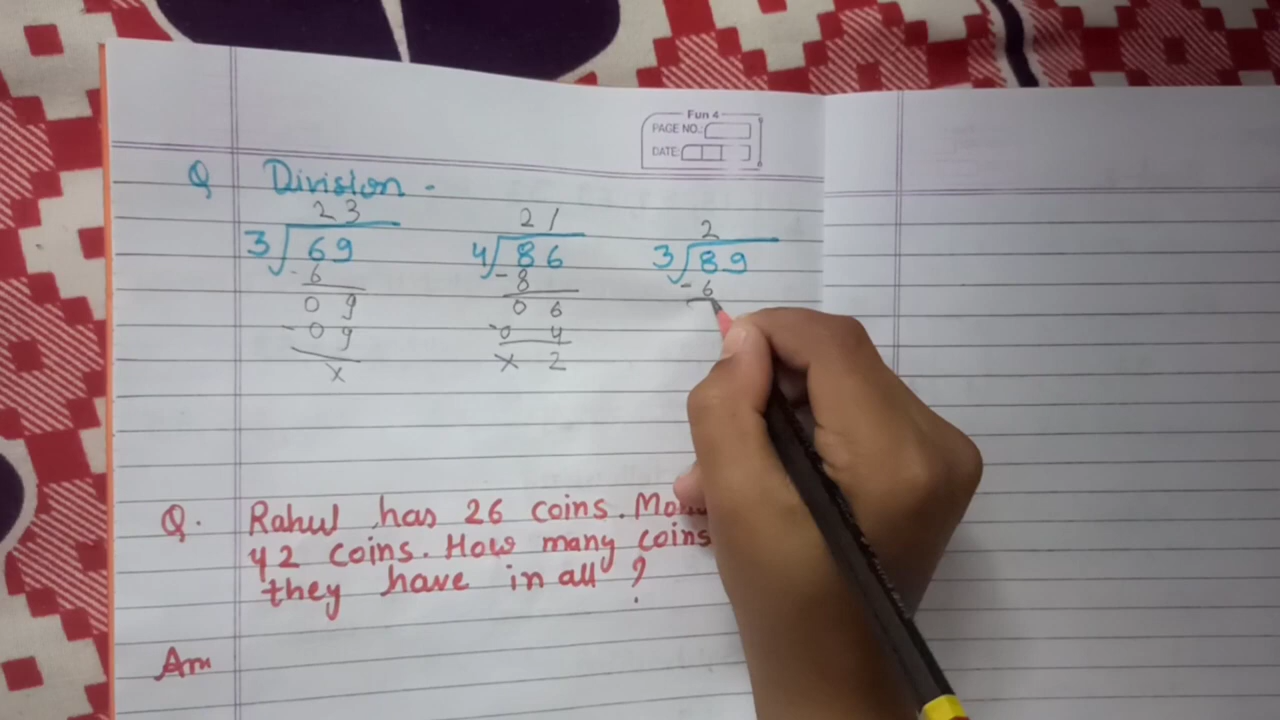 Fun 4
PAGE NO.:
DATE:
Q Division.
23 21 2
3 69 4 86 3 89
-6 -8 -6
09 06
-09 -04
x x 2
Q. Rahul has 26 coins.
42 coins. How many coins
they have in all ?
Ans